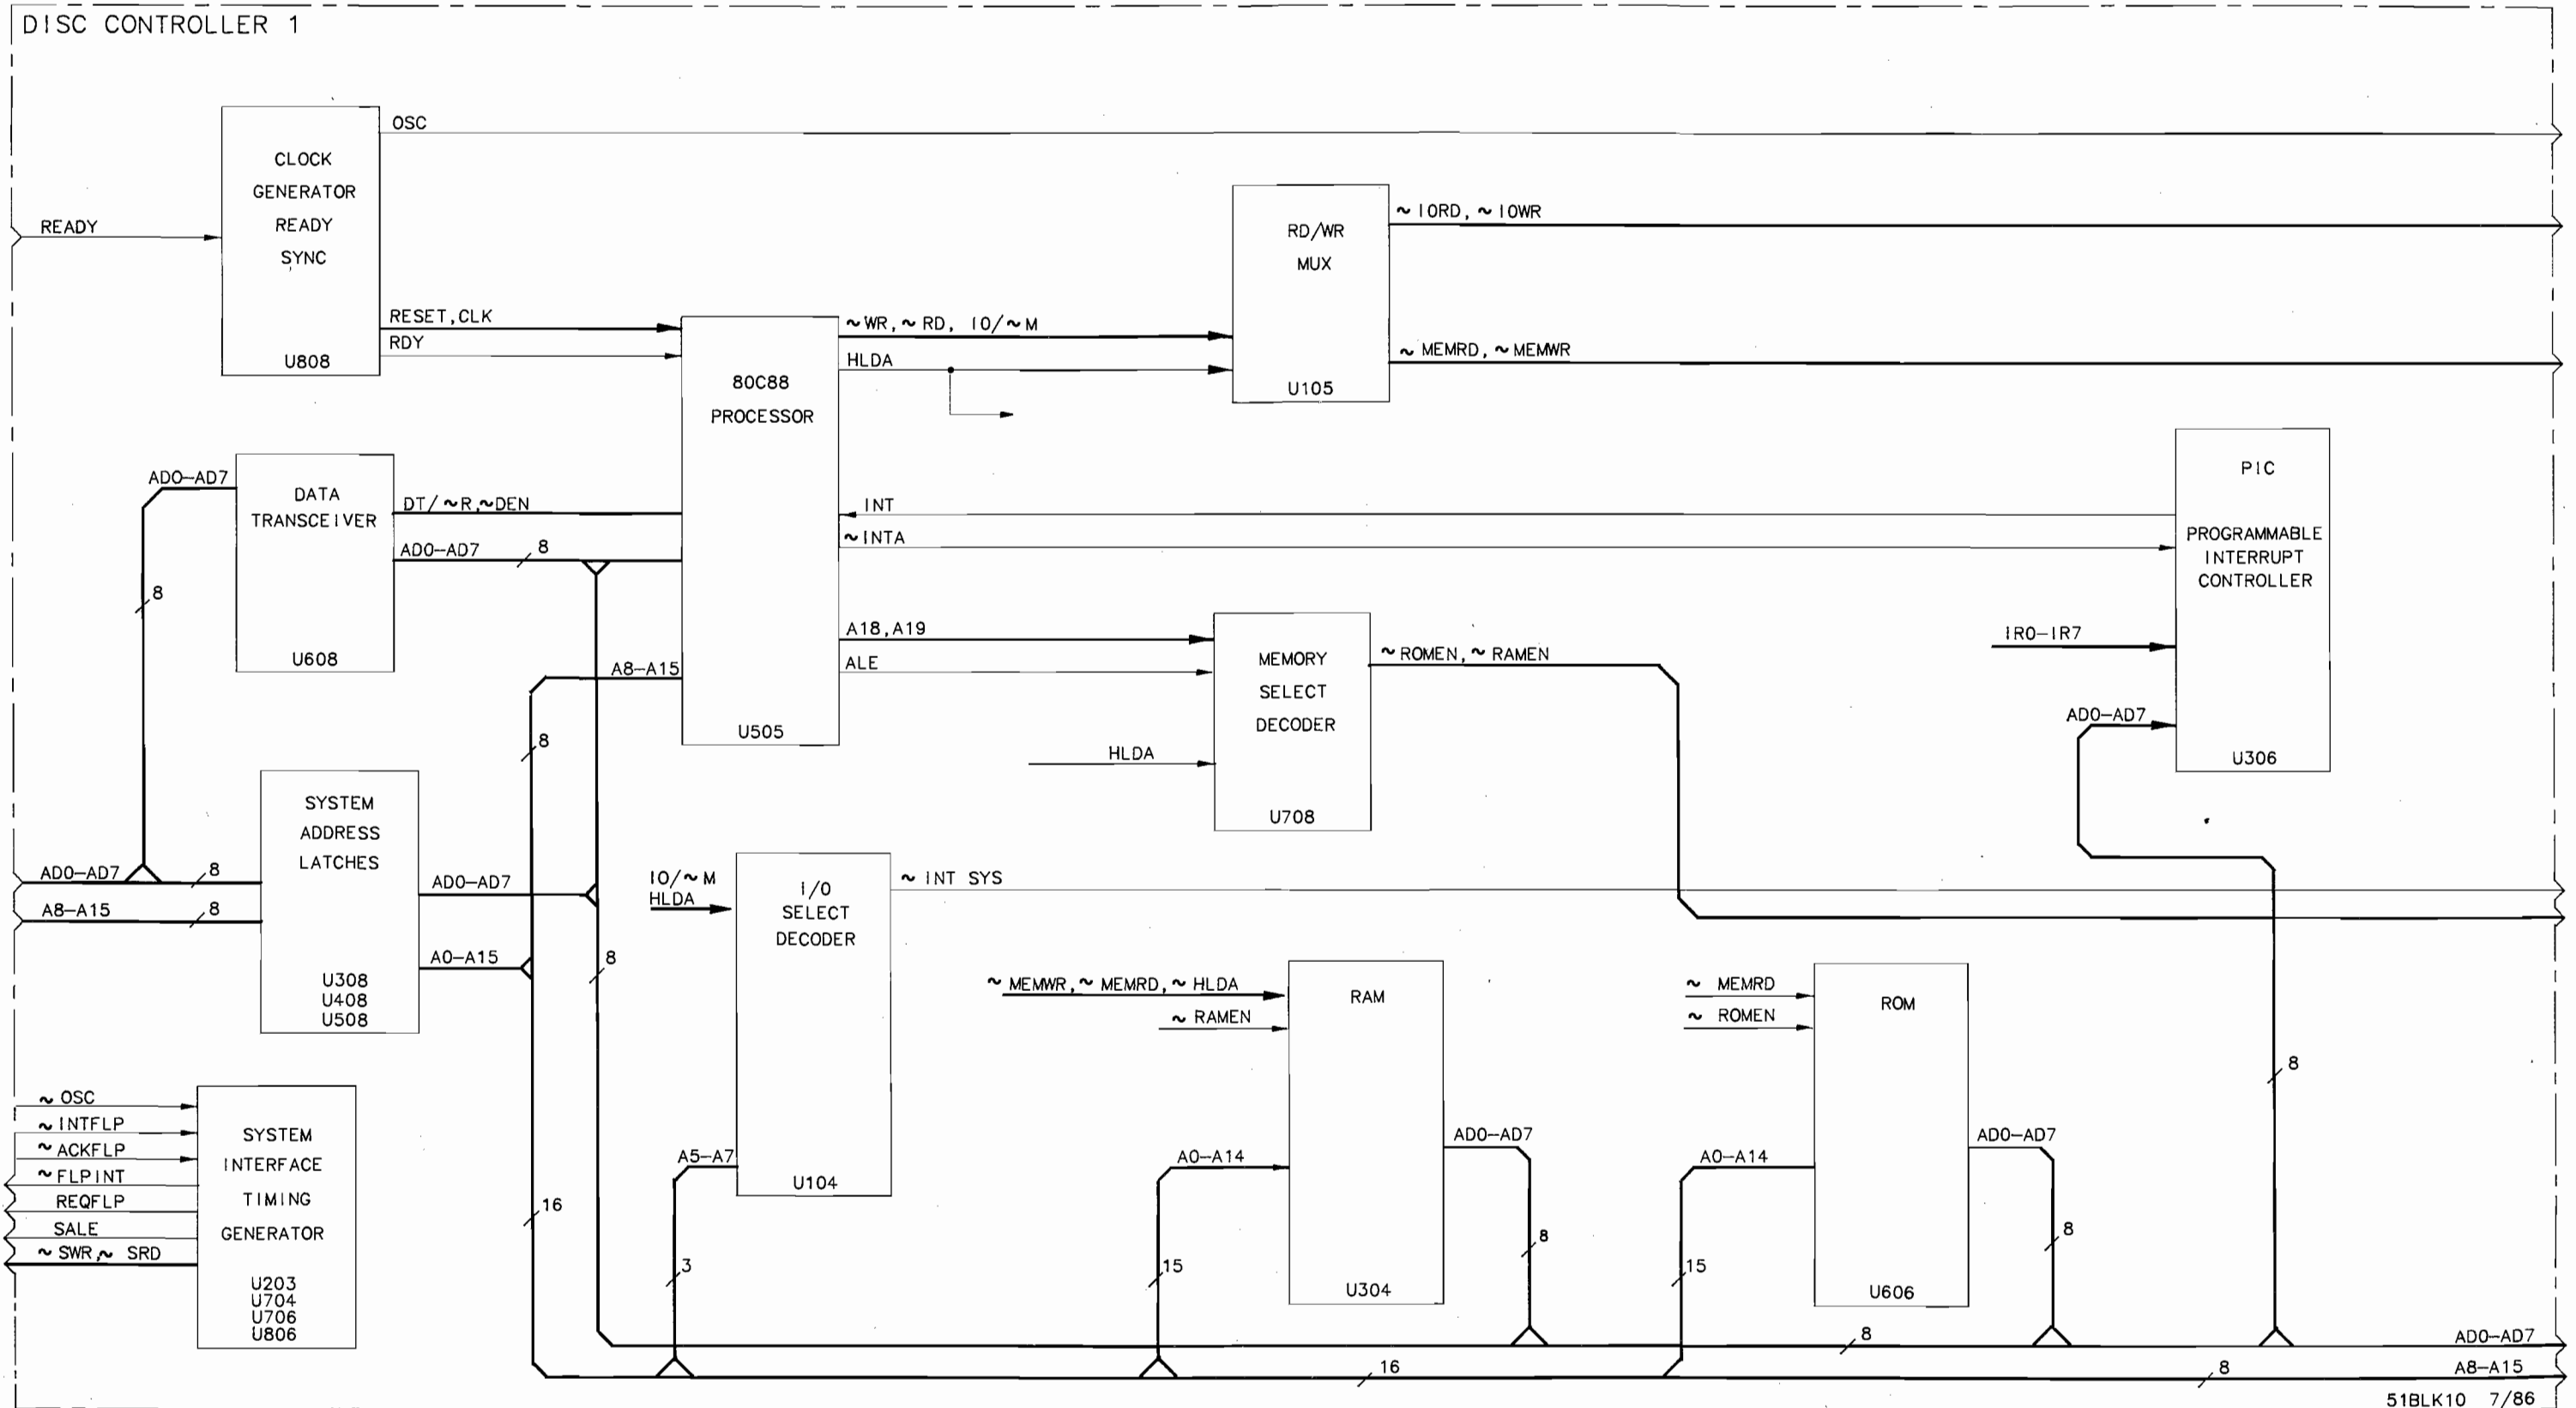 DISC CONTROLLER 1
OSC
CLOCK
GENERATOR
READY
SYNC
U808
READY
RESET,CLK
RDY
80C88
PROCESSOR
U505
~WR,~ RD, IO/~M
HLDA
RD/WR
MUX
U105
~ IORD, ~ IOWR
~ MEMRD, ~MEMWR
AD0-AD7
8
DATA
TRANSCEIVER
U608
DT/~R,~DEN
AD0-AD7
8
INT
~INTA
PIC
PROGRAMMABLE
INTERRUPT
CONTROLLER
U306
IR0-IR7
AD0-AD7
A18,A19
ALE
HLDA
MEMORY
SELECT
DECODER
U708
~ ROMEN, ~ RAMEN
A8-A15
8
SYSTEM
ADDRESS
LATCHES
U308
U408
U508
AD0-AD7
8
A8-A15
8
AD0-AD7
A0-A15
8
IO/~M
HLDA
I/O
SELECT
DECODER
U104
~ INT SYS
A5-A7
3
16
~ MEMWR, ~ MEMRD, ~ HLDA
~ RAMEN
RAM
U304
A0-A14
15
AD0-AD7
8
~ MEMRD
~ ROMEN
ROM
U606
A0-A14
15
AD0-AD7
8
8
~ OSC
~ INTFLP
~ ACKFLP
~ FLPINT
REQFLP
SALE
~ SWR,~ SRD
SYSTEM
INTERFACE
TIMING
GENERATOR
U203
U704
U706
U806
8
AD0-AD7
16
8
A8-A15
51BLK10 7/86